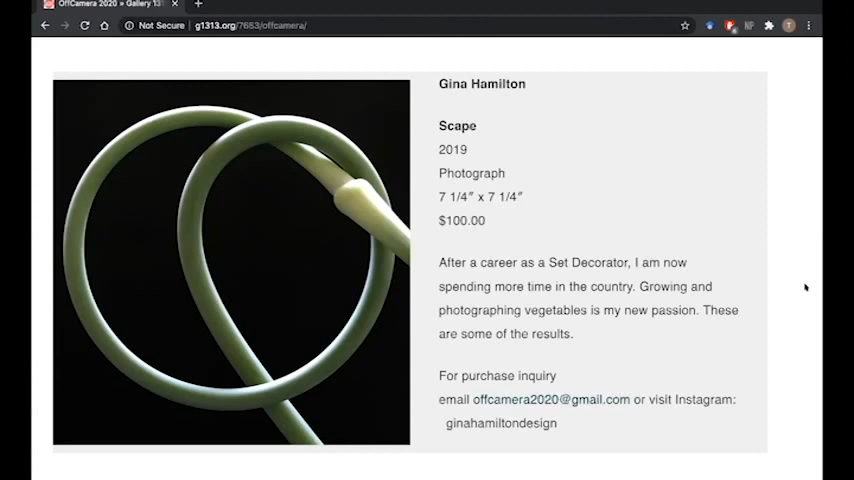 OffCamera 2020 » Gallery 131
Not Secure
g1313.org/7683/offcamera/
NF
T
Gina Hamilton
Scape
2019
Photograph
7 1/4″ x 7 1/4″
$100.00
After a career as a Set Decorator, I am now
spending more time in the country. Growing and
photographing vegetables is my new passion. These
are some of the results.
For purchase inquiry
email offcamera2020@gmail.com or visit Instagram:
ginahamiltondesign